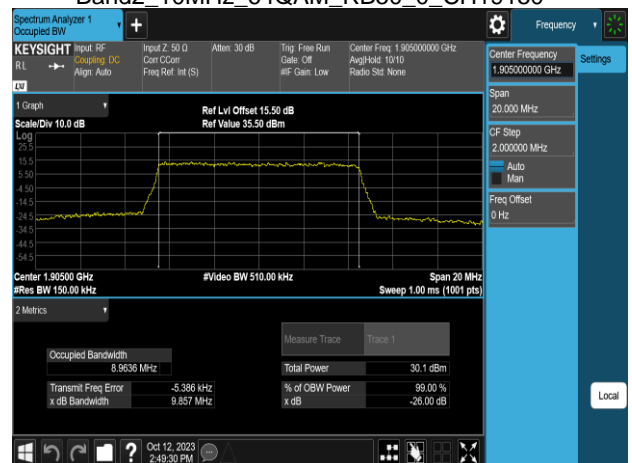 Spectrum Analyzer 1
Occupied BW
Frequency
KEYSIGHT
Input: RF
Input Z: 50 Ω
Atten: 30 dB
Trig: Free Run
Center Freq: 1.905000000 GHz
RL
Coupling: DC
Corr CCorr
Gate: Off
Avg|Hold: 10/10
Align: Auto
Freq Ref: Int (S)
#IF Gain: Low
Radio Std: None
LXI
Center Frequency
1.905000000 GHz
Settings
Span
20.000 MHz
CF Step
2.000000 MHz
Auto
Man
Freq Offset
0 Hz
Local
1 Graph
Scale/Div 10.0 dB
Ref Lvl Offset 15.50 dB
Ref Value 35.50 dBm
Log
25.5
15.5
5.50
-4.50
-14.5
-24.5
-34.5
-44.5
-54.5
Center 1.90500 GHz
#Video BW 510.00 kHz
Span 20 MHz
#Res BW 150.00 kHz
Sweep 1.00 ms (1001 pts)
2 Metrics
Measure Trace
Trace 1
Occupied Bandwidth
8.9636 MHz
Total Power
30.1 dBm
Transmit Freq Error
-5.386 kHz
% of OBW Power
99.00 %
x dB Bandwidth
9.857 MHz
x dB
-26.00 dB
Oct 12, 2023
2:49:30 PM